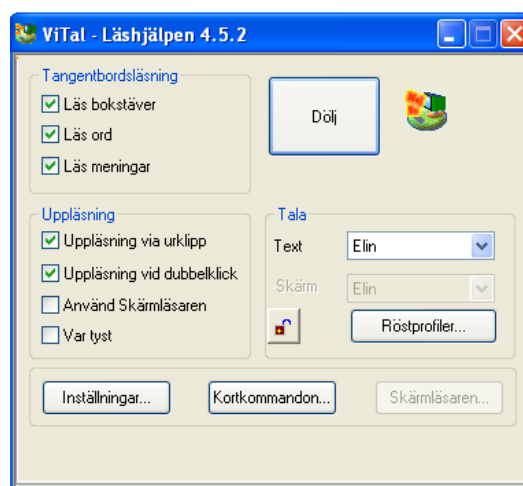 ViTal - Läshjälpen 4.5.2
Tangentbordsläsning
Läs bokstäver
Läs ord
Läs meningar
Dölj
Uppläsning
Uppläsning via urklipp
Uppläsning vid dubbelklick
Använd Skärmläsaren
Var tyst
Tala
Text
Elin
Skärm
Elin
Röstprofiler...
Inställningar...
Kortkommandon...
Skärmläsaren...